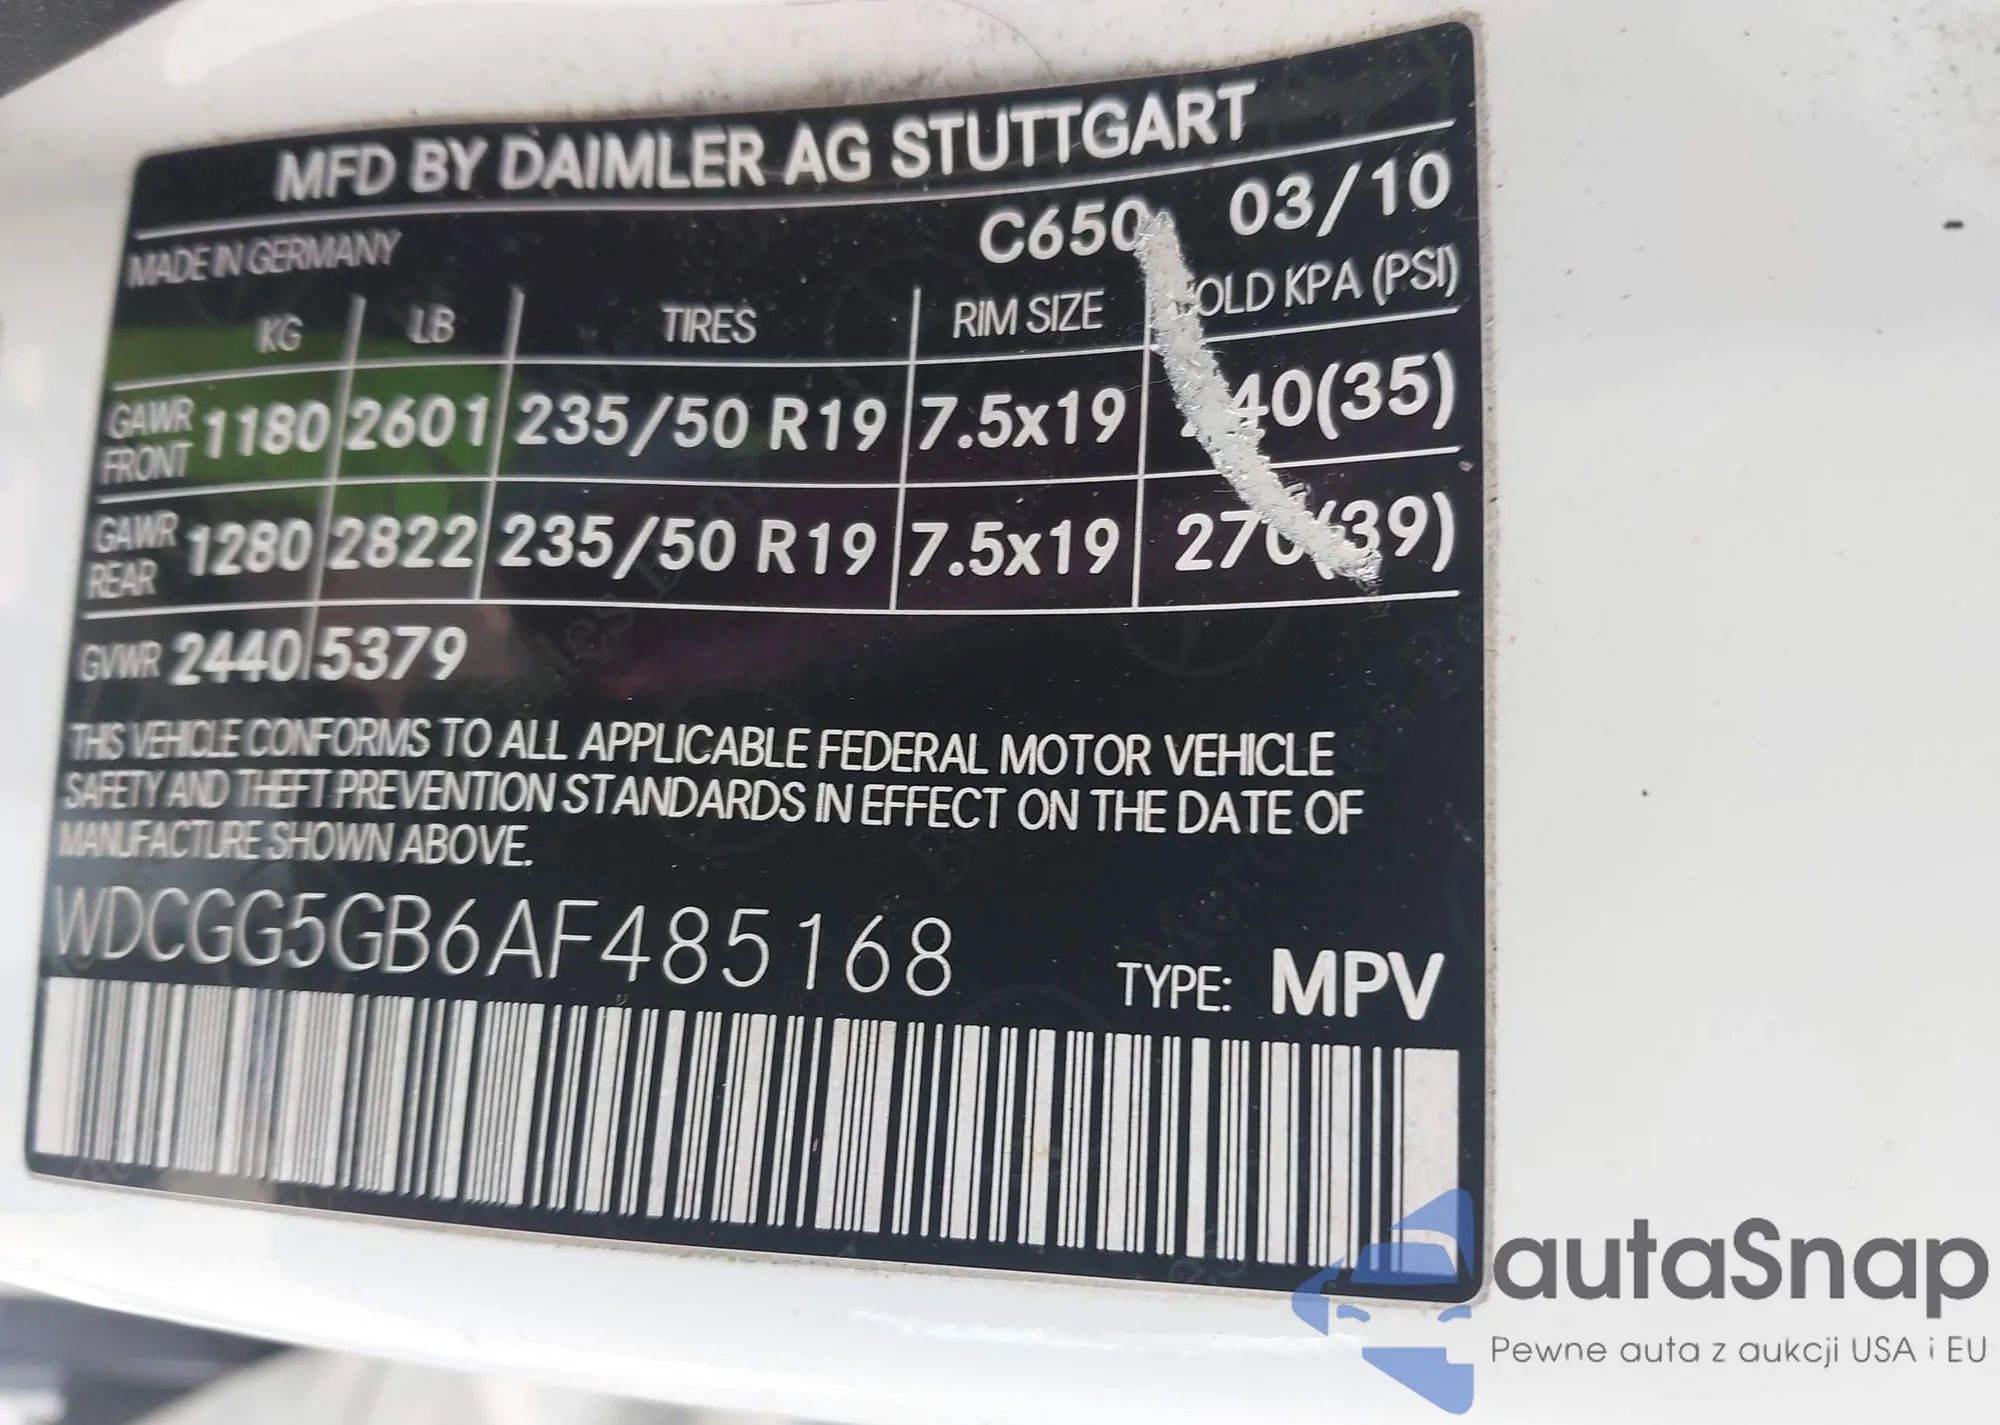 MFD BY DAIMLER AG STUTTGART
MADE IN GERMANY C650 03/10
KG LB TIRES RIM SIZE COLD KPA (PSI)
GAWR FRONT 1180 2601 235/50 R19 7.5x19 240(35)
GAWR REAR 1280 2822 235/50 R19 7.5x19 270(39)
GVWR 2440 5379
THIS VEHICLE CONFORMS TO ALL APPLICABLE FEDERAL MOTOR VEHICLE
SAFETY AND THEFT PREVENTION STANDARDS IN EFFECT ON THE DATE OF
MANUFACTURE SHOWN ABOVE.
WDCGG5GB6AF485168 TYPE: MPV
autaSnap
Pewne auta z aukcji USA i EU